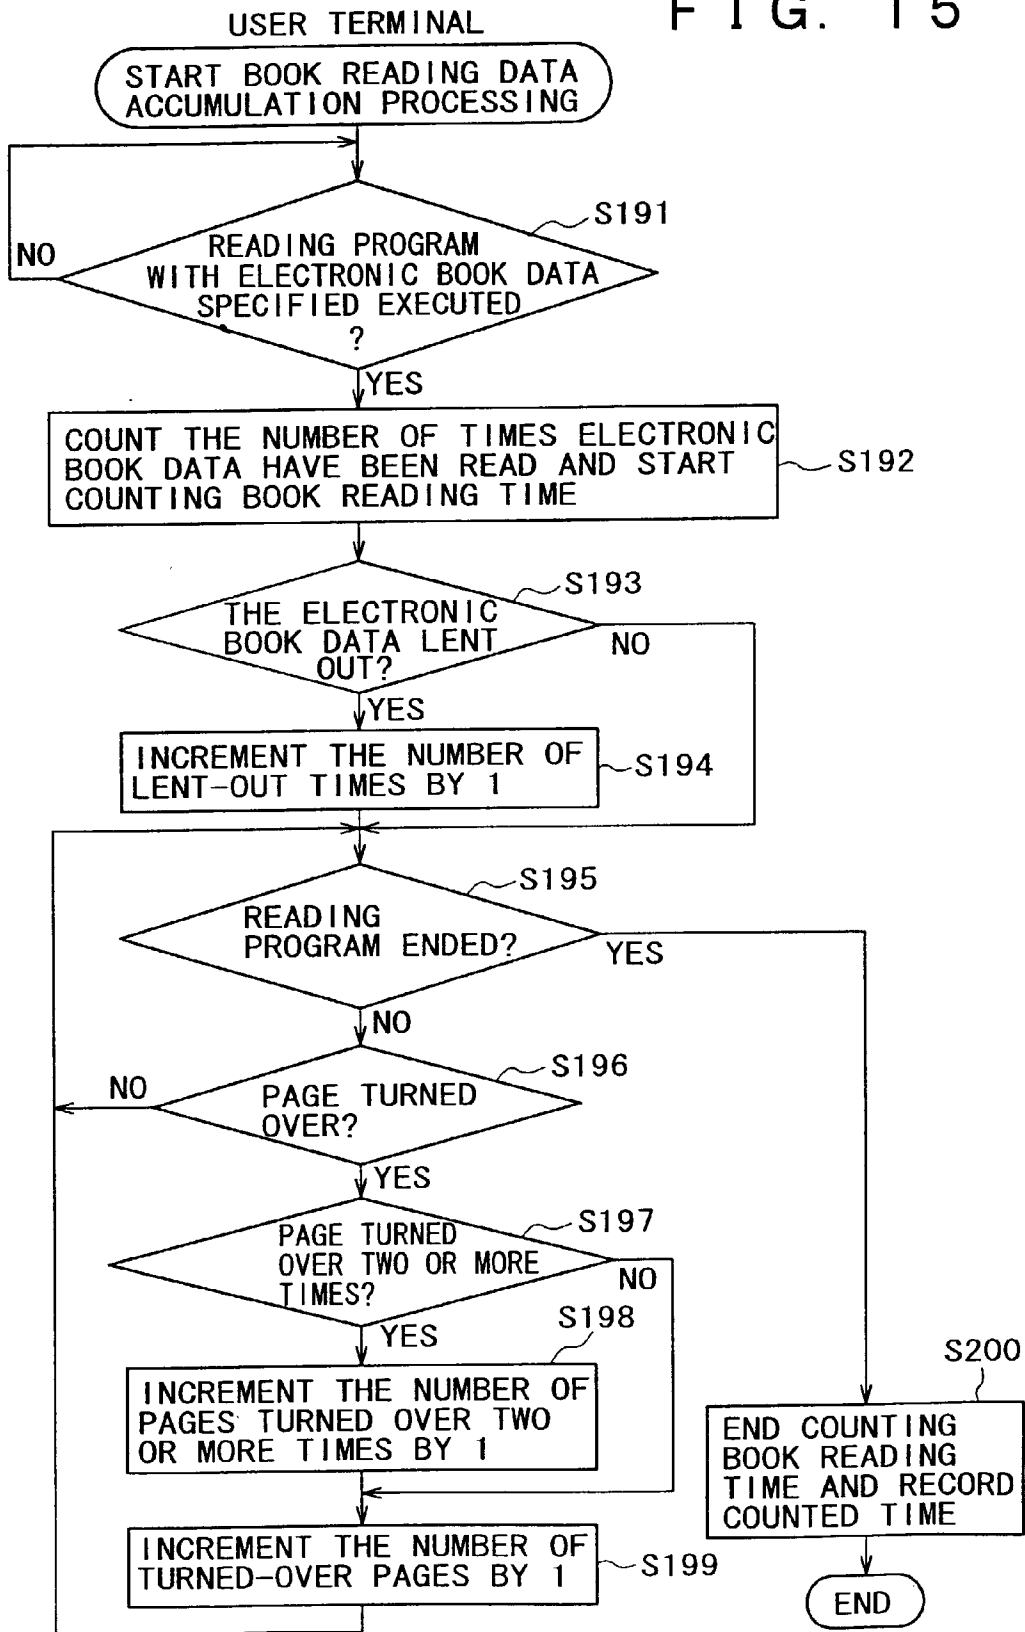 FIG. 15
USER TERMINAL
START BOOK READING DATA
ACCUMULATION PROCESSING
S191
NO
READING PROGRAM
WITH ELECTRONIC BOOK DATA
SPECIFIED EXECUTED
?
YES
COUNT THE NUMBER OF TIMES ELECTRONIC
BOOK DATA HAVE BEEN READ AND START
COUNTING BOOK READING TIME
S192
S193
THE ELECTRONIC
BOOK DATA LENT
OUT?
NO
YES
INCREMENT THE NUMBER OF
LENT-OUT TIMES BY 1
S194
S195
READING
PROGRAM ENDED?
YES
NO
S196
NO
PAGE TURNED
OVER?
YES
S197
PAGE TURNED
OVER TWO OR MORE
TIMES?
NO
YES
S198
INCREMENT THE NUMBER OF
PAGES TURNED OVER TWO
OR MORE TIMES BY 1
S200
END COUNTING
BOOK READING
TIME AND RECORD
COUNTED TIME
INCREMENT THE NUMBER OF
TURNED-OVER PAGES BY 1
S199
END